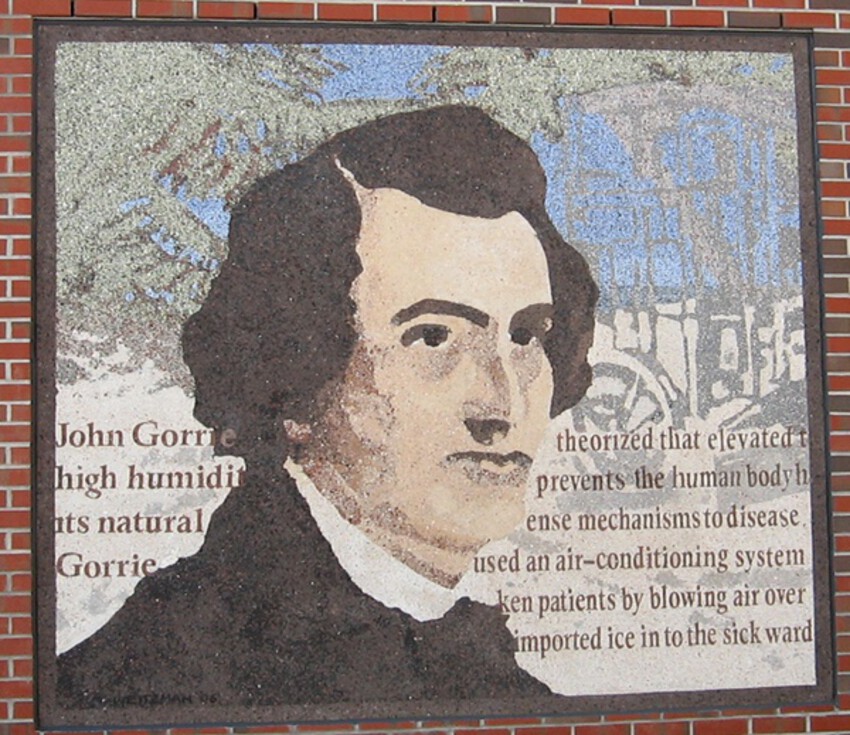 John Gorrie theorized that elevated t
high humidit prevents the human body h
its natural ense mechanisms to disease.
Gorrie used an air-conditioning system
ken patients by blowing air over
imported ice in to the sick ward